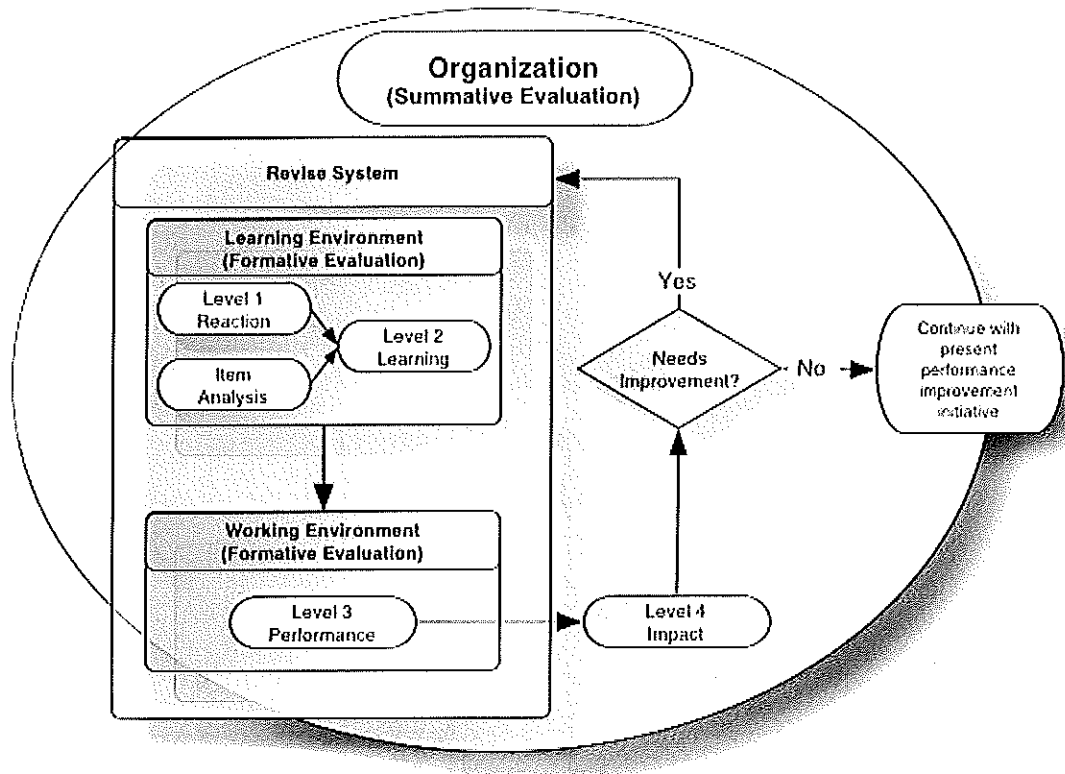 Organization
(Summative Evaluation)
Revise System
Learning Environment
(Formative Evaluation)
Level 1
Reaction
Level 2
Learning
Item
Analysis
Working Environment
(Formative Evaluation)
Level 3
Performance
Level 4
Impact
Yes
Needs
Improvement?
No
Continue with
present
performance
improvement
initiative